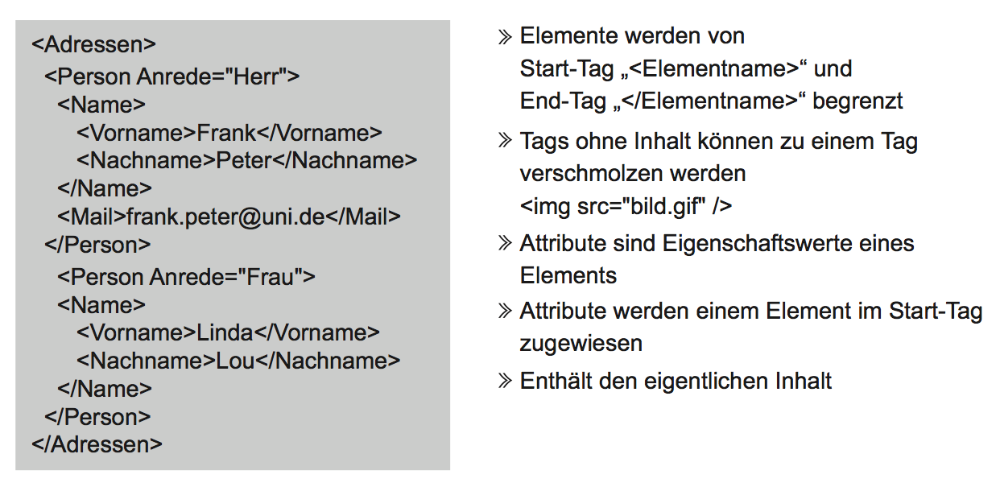 <Adressen>
<Person Anrede="Herr">
<Name>
<Vorname>Frank</Vorname>
<Nachname>Peter</Nachname>
</Name>
<Mail>frank.peter@uni.de</Mail>
</Person>
<Person Anrede="Frau">
<Name>
<Vorname>Linda</Vorname>
<Nachname>Lou</Nachname>
</Name>
</Person>
</Adressen>
» Elemente werden von
Start-Tag „<Elementname>“ und
End-Tag „</Elementname>“ begrenzt
» Tags ohne Inhalt können zu einem Tag
verschmolzen werden
<img src="bild.gif" />
» Attribute sind Eigenschaftswerte eines
Elements
» Attribute werden einem Element im Start-Tag
zugewiesen
» Enthält den eigentlichen Inhalt